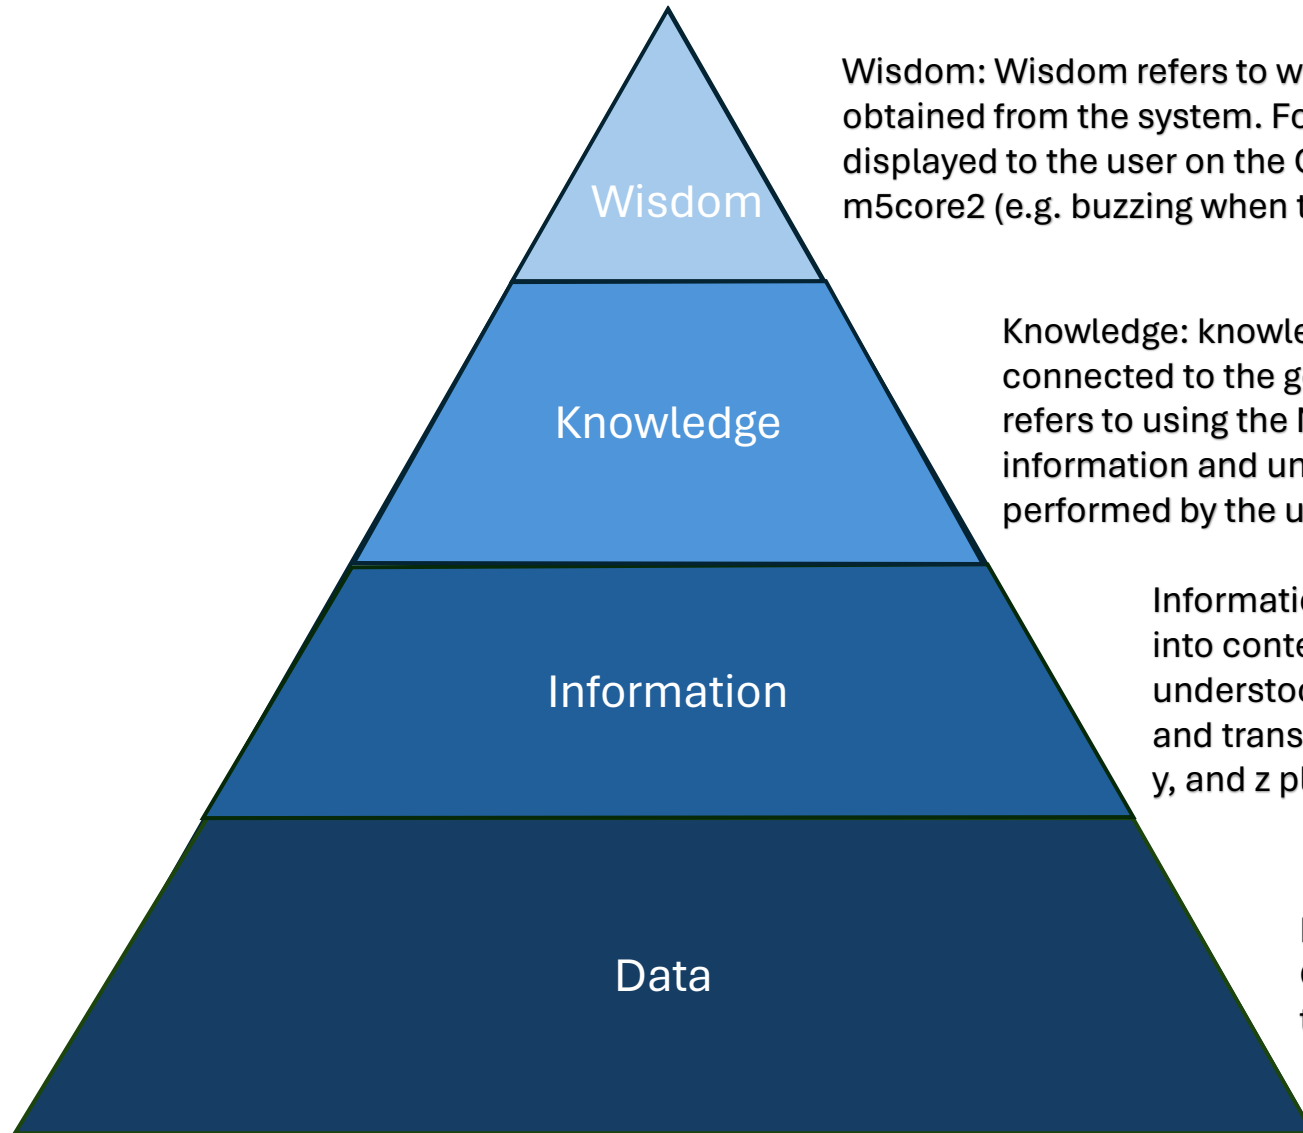 Wisdom: Wisdom refers to w
obtained from the system. Fo
displayed to the user on the
m5core2 (e.g. buzzing when t
Wisdom
Knowledge: knowle
connected to the g
refers to using the
information and un
performed by the u
Knowledge
Informati
into conte
understoo
and trans
y, and z pl
Information
Data